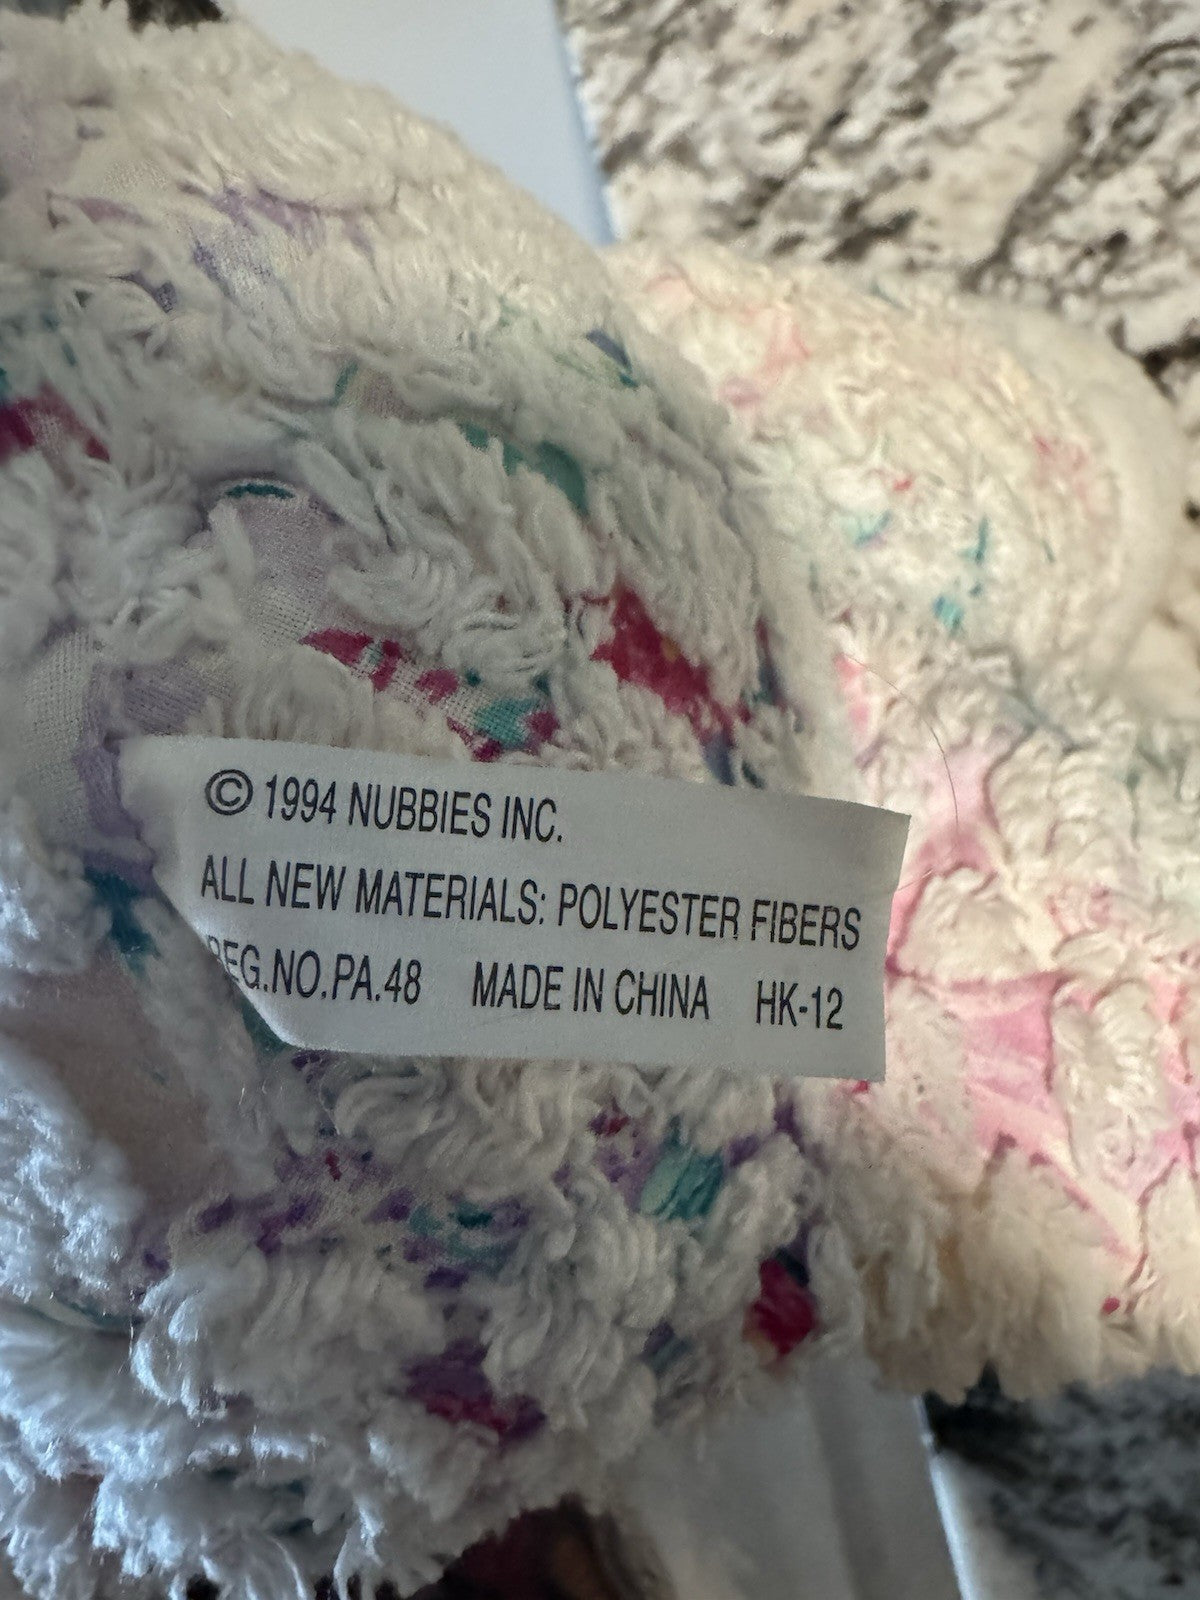 © 1994 NUBBIES INC.
ALL NEW MATERIALS: POLYESTER FIBERS
REG.NO.PA.48 MADE IN CHINA HK-12